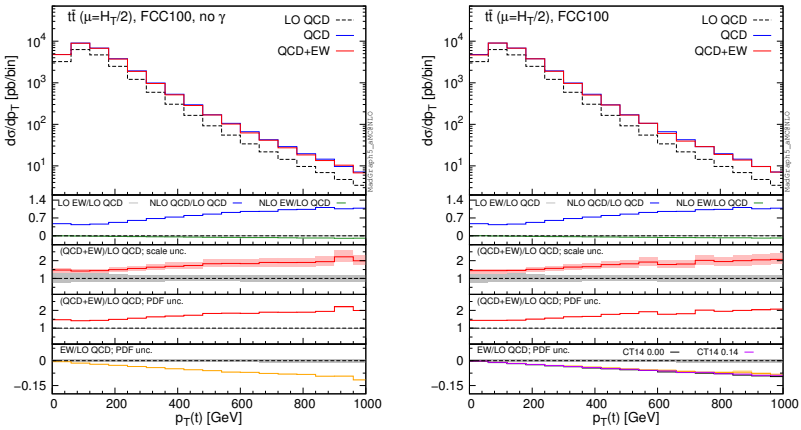 tt̄ (μ=H_T/2), FCC100, no γ
LO QCD
QCD
QCD+EW
dσ/dp_T [pb/bin]
10^4
10^3
10^2
10^1
MadGraph5_aMC@NLO
LO EW/LO QCD NLO QCD/LO QCD NLO EW/LO QCD
1.4
0.7
0
(QCD+EW)/LO QCD; scale unc.
2
1
(QCD+EW)/LO QCD; PDF unc.
2
1
EW/LO QCD; PDF unc.
0
−0.15
0 200 400 600 800 1000
p_T(t) [GeV]
tt̄ (μ=H_T/2), FCC100
LO QCD
QCD
QCD+EW
dσ/dp_T [pb/bin]
10^4
10^3
10^2
10^1
MadGraph5_aMC@NLO
LO EW/LO QCD NLO QCD/LO QCD NLO EW/LO QCD
1.4
0.7
0
(QCD+EW)/LO QCD; scale unc.
2
1
(QCD+EW)/LO QCD; PDF unc.
2
1
EW/LO QCD; PDF unc. CT14 0.00 CT14 0.14
0
−0.15
0 200 400 600 800 1000
p_T(t) [GeV]